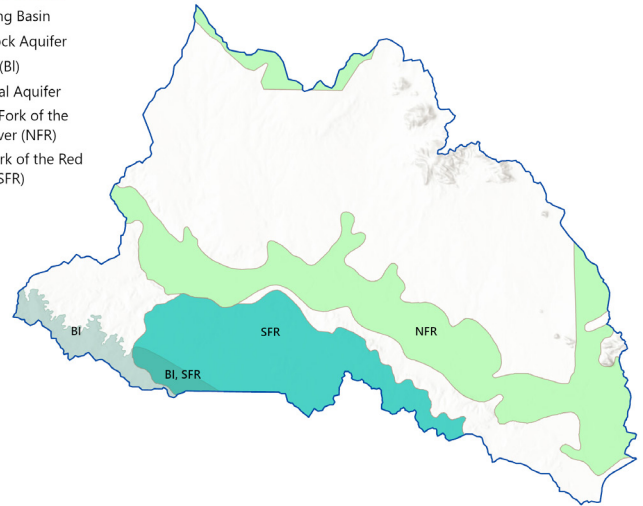 ng Basin
ck Aquifer
(BI)
al Aquifer
Fork of the
ver (NFR)
rk of the Red
SFR)
BI
SFR
NFR
BI, SFR